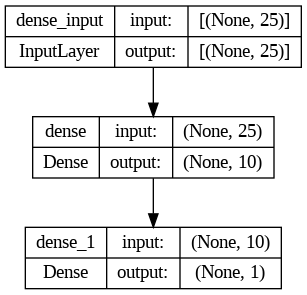 dense_input input: [(None, 25)]
InputLayer output: [(None, 25)]
dense input: (None, 25)
Dense output: (None, 10)
dense_1 input: (None, 10)
Dense output: (None, 1)